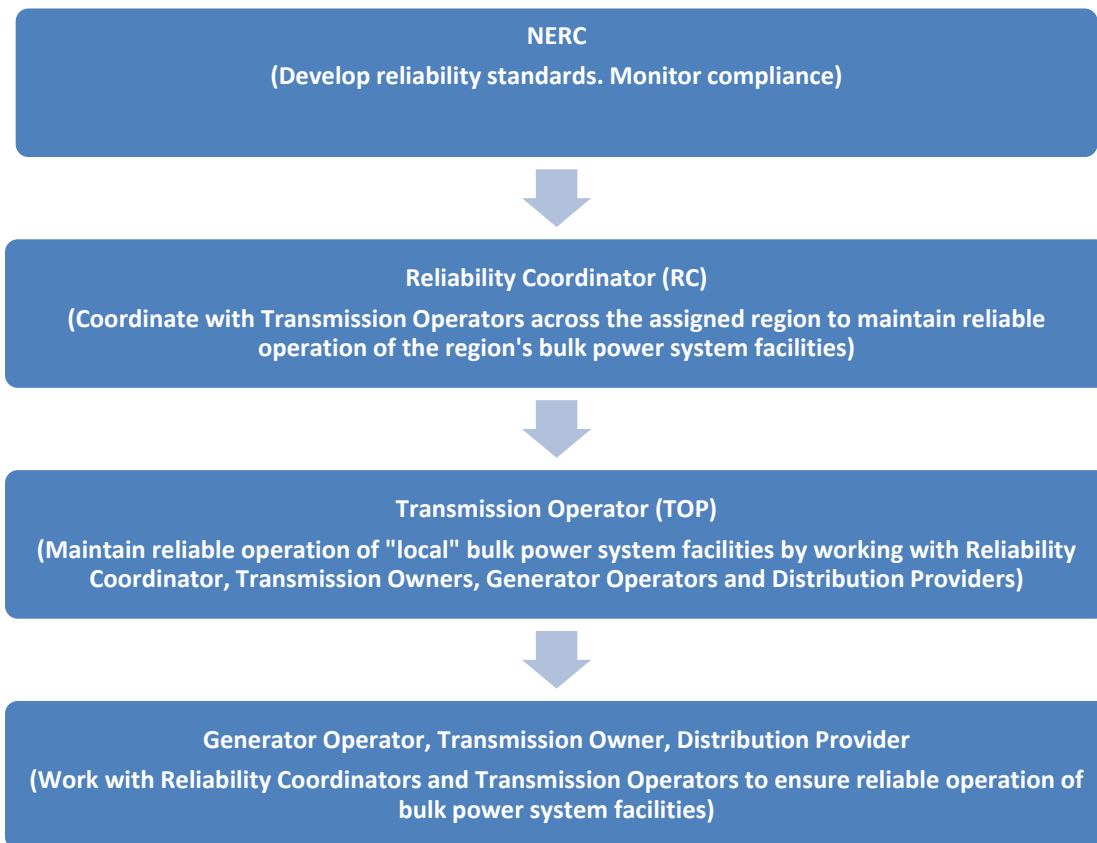 NERC
(Develop reliability standards. Monitor compliance)
Reliability Coordinator (RC)
(Coordinate with Transmission Operators across the assigned region to maintain reliable
operation of the region's bulk power system facilities)
Transmission Operator (TOP)
(Maintain reliable operation of "local" bulk power system facilities by working with Reliability
Coordinator, Transmission Owners, Generator Operators and Distribution Providers)
Generator Operator, Transmission Owner, Distribution Provider
(Work with Reliability Coordinators and Transmission Operators to ensure reliable operation of
bulk power system facilities)